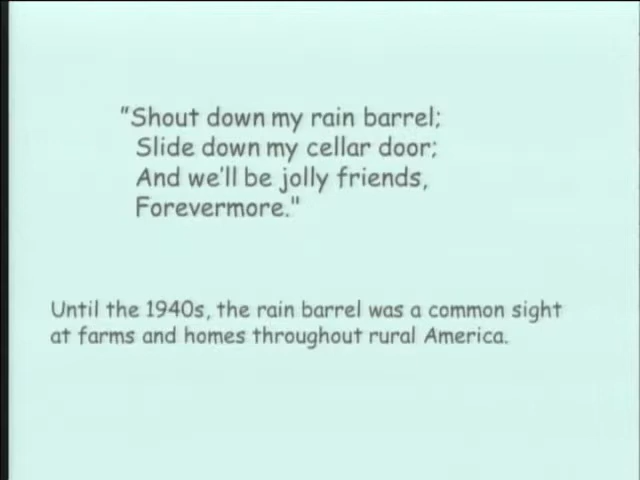 "Shout down my rain barrel;
Slide down my cellar door;
And we'll be jolly friends,
Forevermore."
Until the 1940s, the rain barrel was a common sight
at farms and homes throughout rural America.